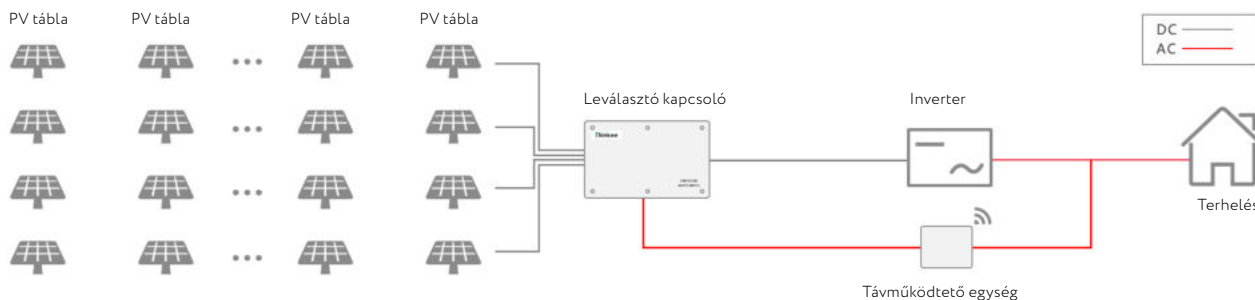 PV tábla PV tábla PV tábla PV tábla
DC
AC
Leválasztó kapcsoló
Inverter
Terhelés
Távműködtető egység